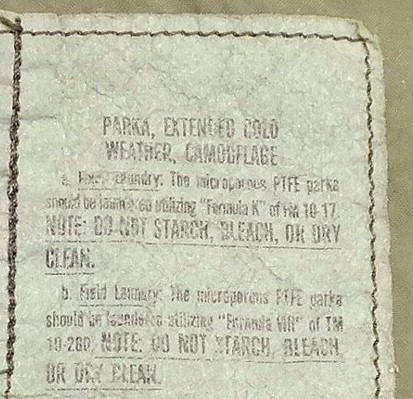 PARKA, EXTENDED COLD
WEATHER, CAMOUFLAGE
a. Laundry: The microporous PTFE parka
should be laundered utilizing "Formula K" of TM 10-17.
NOTE: DO NOT STARCH, BLEACH, OR DRY
CLEAN.
b. Field Laundry: The microporous PTFE parka
should be laundered utilizing "Formula" of TM
10-280. NOTE: DO NOT STARCH, BLEACH,
OR DRY CLEAN.